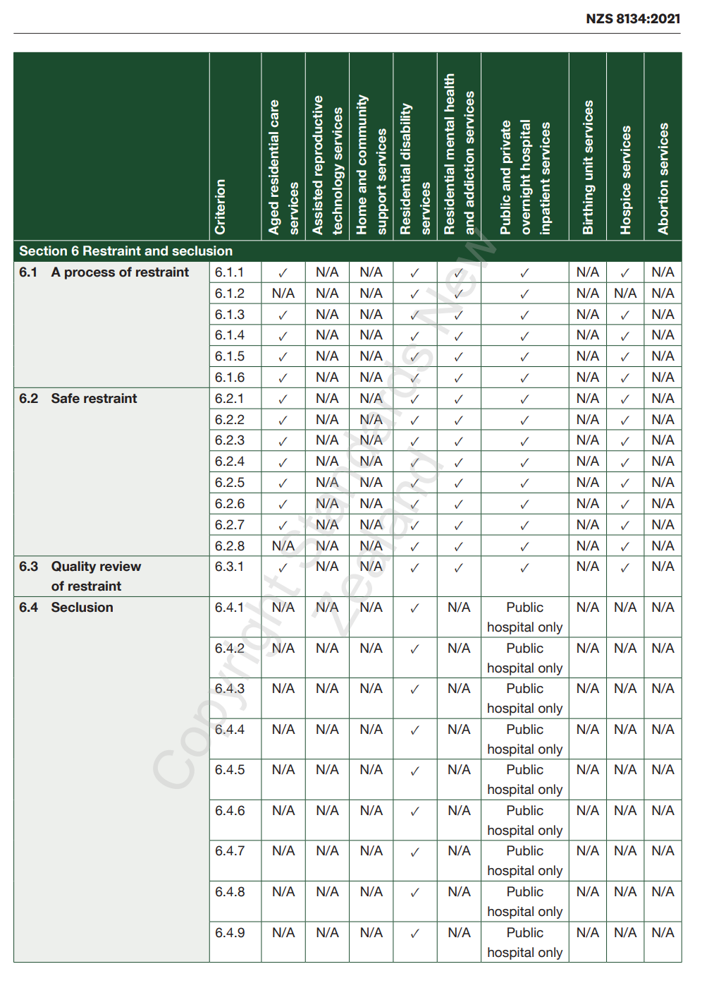 NZS 8134:2021
Criterion
Aged residential care
services
Assisted reproductive
technology services
Home and community
support services
Residential disability
services
Residential mental health
and addiction services
Public and private
overnight hospital
inpatient services
Birthing unit services
Hospice services
Abortion services
Section 6 Restraint and seclusion
6.1 A process of restraint 6.1.1 ✓ N/A N/A ✓ ✓ ✓ N/A ✓ N/A
6.1.2 N/A N/A N/A ✓ ✓ ✓ N/A N/A N/A
6.1.3 ✓ N/A N/A ✓ ✓ ✓ N/A ✓ N/A
6.1.4 ✓ N/A N/A ✓ ✓ ✓ N/A ✓ N/A
6.1.5 ✓ N/A N/A ✓ ✓ ✓ N/A ✓ N/A
6.1.6 ✓ N/A N/A ✓ ✓ ✓ N/A ✓ N/A
6.2 Safe restraint 6.2.1 ✓ N/A N/A ✓ ✓ ✓ N/A ✓ N/A
6.2.2 ✓ N/A N/A ✓ ✓ ✓ N/A ✓ N/A
6.2.3 ✓ N/A N/A ✓ ✓ ✓ N/A ✓ N/A
6.2.4 ✓ N/A N/A ✓ ✓ ✓ N/A ✓ N/A
6.2.5 ✓ N/A N/A ✓ ✓ ✓ N/A ✓ N/A
6.2.6 ✓ N/A N/A ✓ ✓ ✓ N/A ✓ N/A
6.2.7 ✓ N/A N/A ✓ ✓ ✓ N/A ✓ N/A
6.2.8 N/A N/A N/A ✓ ✓ ✓ N/A ✓ N/A
6.3 Quality review 6.3.1 ✓ N/A N/A ✓ ✓ ✓ N/A ✓ N/A
of restraint
6.4 Seclusion 6.4.1 N/A N/A N/A ✓ N/A Public N/A N/A N/A
hospital only
6.4.2 N/A N/A N/A ✓ N/A Public N/A N/A N/A
hospital only
6.4.3 N/A N/A N/A ✓ N/A Public N/A N/A N/A
hospital only
6.4.4 N/A N/A N/A ✓ N/A Public N/A N/A N/A
hospital only
6.4.5 N/A N/A N/A ✓ N/A Public N/A N/A N/A
hospital only
6.4.6 N/A N/A N/A ✓ N/A Public N/A N/A N/A
hospital only
6.4.7 N/A N/A N/A ✓ N/A Public N/A N/A N/A
hospital only
6.4.8 N/A N/A N/A ✓ N/A Public N/A N/A N/A
hospital only
6.4.9 N/A N/A N/A ✓ N/A Public N/A N/A N/A
hospital only
Copyright Standards New
Zealand